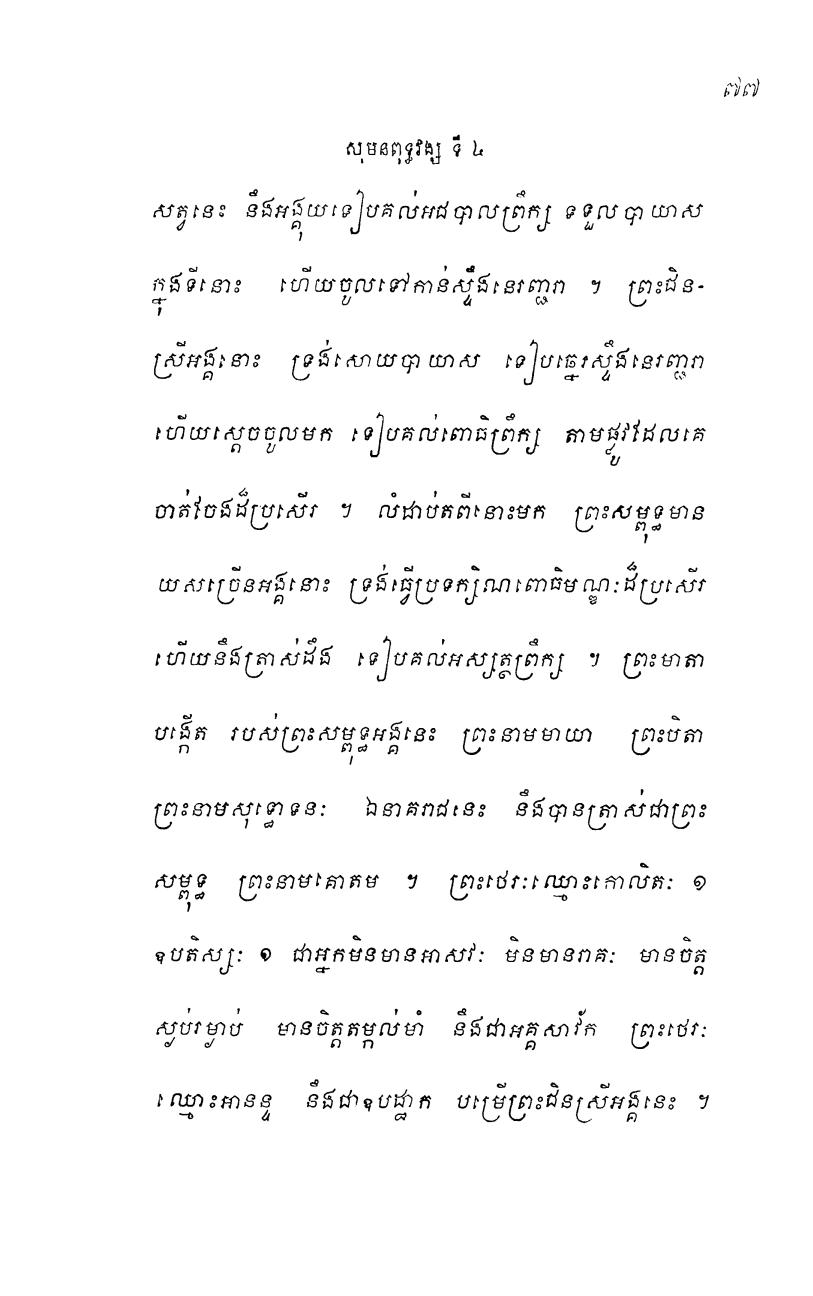 ៧៧
សុមនពុទ្ធវង្ស ទី ៤
សត្វនេះ នឹងអង្គុយទៀបគល់អជបាលព្រឹក្ស ទទួលបាយាស
ក្នុងទីនោះ ហើយចូលទៅកាន់ស្ទឹងនេរញ្ជរា ។ ព្រះជិន-
ស្រីអង្គនោះ ទ្រង់សោយបាយាស ទៀបឆ្នេរស្ទឹងនេរញ្ជរា
ហើយស្តេចចូលមក ទៀបគល់ពោធិព្រឹក្ស តាមផ្លូវដែលគេ
ចាត់ចែងដ៏ប្រសើរ ។ លំដាប់តពីនោះមក ព្រះសម្ពុទ្ធមាន
យសច្រើនអង្គនោះ ទ្រង់ធ្វើប្រទក្សិណពោធិមណ្ឌៈដ៏ប្រសើរ
ហើយនឹងត្រាស់ដឹង ទៀបគល់អស្សត្ថព្រឹក្ស ។ ព្រះមាតា
បង្កើត របស់ព្រះសម្ពុទ្ធអង្គនេះ ព្រះនាមមាយា ព្រះបិតា
ព្រះនាមសុទ្ធោទនៈ ឯនាគរាជនេះ នឹងបានត្រាស់ជាព្រះ
សម្ពុទ្ធ ព្រះនាមគោតម ។ ព្រះថេរៈឈ្មោះកោលិតៈ ១
ឧបតិស្សៈ ១ ជាអ្នកមិនមានអាសវៈ មិនមានរាគៈ មានចិត្ត
ស្ងប់រម្ងាប់ មានចិត្តតម្កល់មាំ នឹងជាអគ្គសាវ័ក ព្រះថេរៈ
ឈ្មោះអានន្ទ នឹងជាឧបដ្ឋាក បម្រើព្រះជិនស្រីអង្គនេះ ។